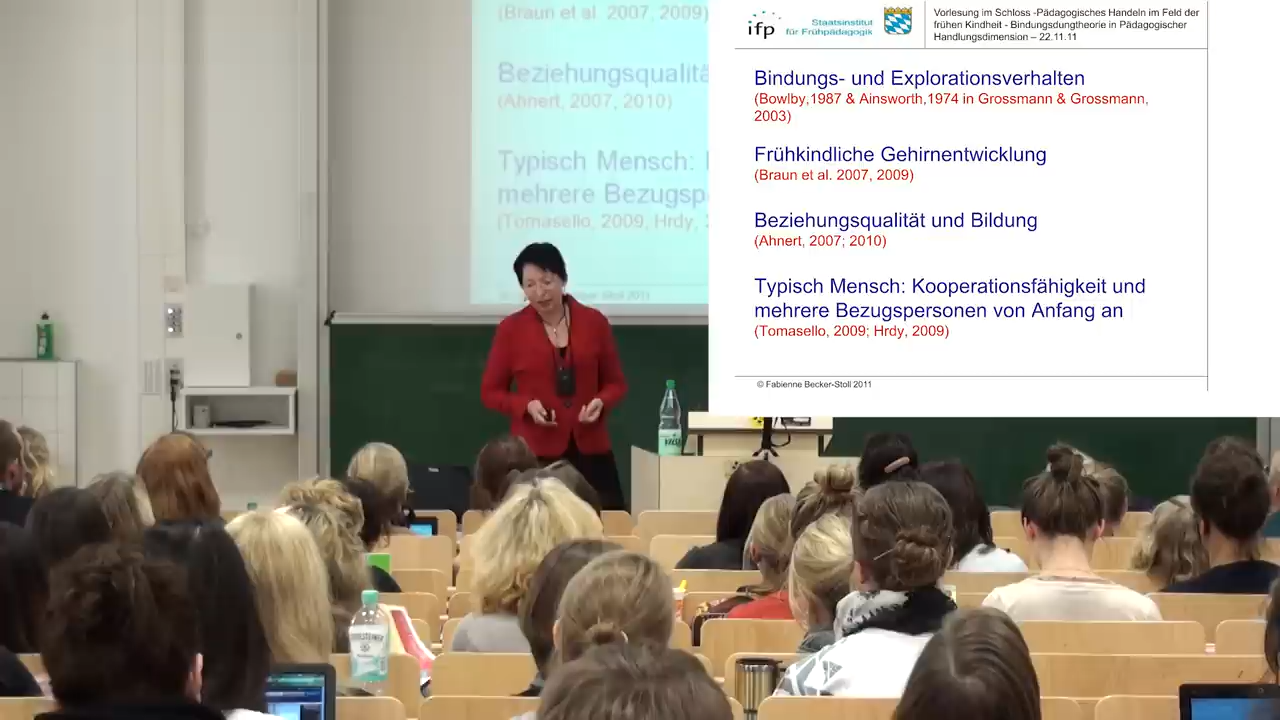 (Braun et al. 2007, 2009)
Beziehungsqualitä
(Ahnert, 2007, 2010)
Typisch Mensch:
mehrere Bezugsp
(Tomasello, 2009, Hrdy,
ifp
Staatsinstitut
für Frühpädagogik
Vorlesung im Schloss -Pädagogisches Handeln im Feld der
frühen Kindheit - Bindungsdungtheorie in Pädagogischer
Handlungsdimension – 22.11.11
Bindungs- und Explorationsverhalten
(Bowlby,1987 & Ainsworth,1974 in Grossmann & Grossmann,
2003)
Frühkindliche Gehirnentwicklung
(Braun et al. 2007, 2009)
Beziehungsqualität und Bildung
(Ahnert, 2007; 2010)
Typisch Mensch: Kooperationsfähigkeit und
mehrere Bezugspersonen von Anfang an
(Tomasello, 2009; Hrdy, 2009)
© Fabienne Becker-Stoll 2011